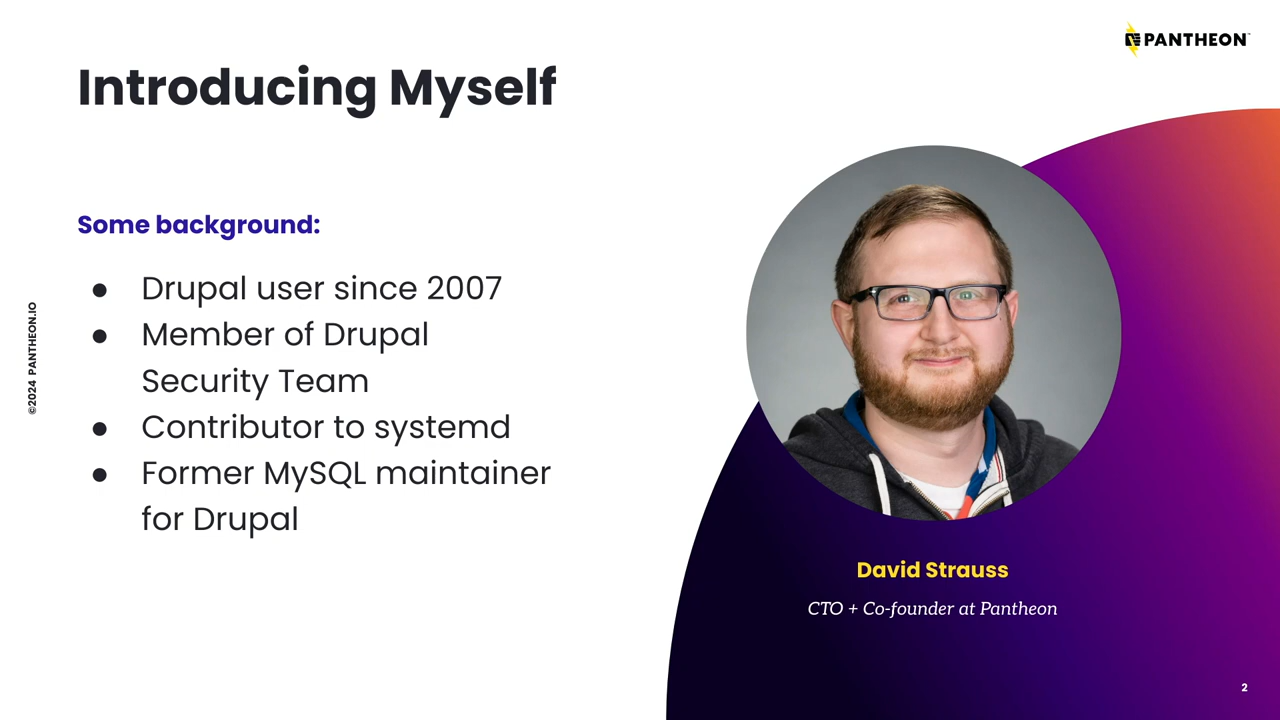 PANTHEON
Introducing Myself
Some background:
● Drupal user since 2007
● Member of Drupal
Security Team
● Contributor to systemd
● Former MySQL maintainer
for Drupal
©2024 PANTHEON.IO
David Strauss
CTO + Co-founder at Pantheon
2